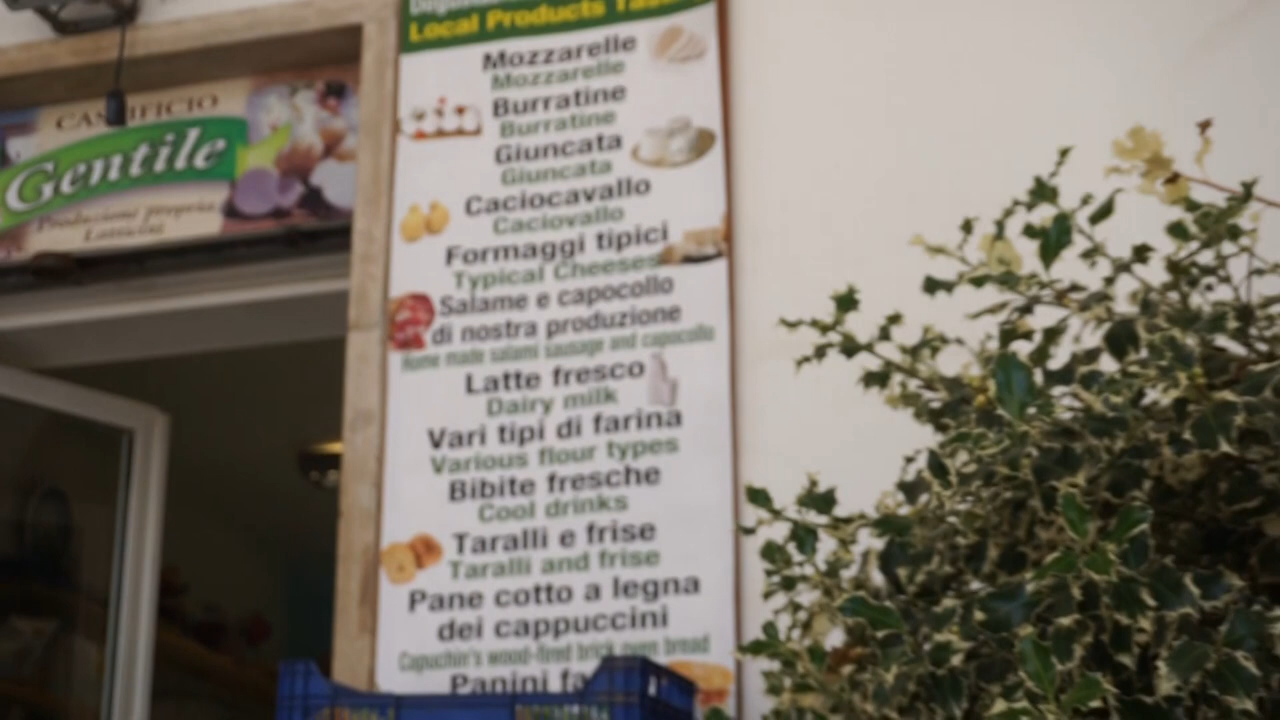 CASEIFICIO
Gentile
Produzione propria
Latticini
Local Products
Mozzarelle
Mozzarelle
Burratine
Burratine
Giuncata
Giuncata
Caciocavallo
Caciovallo
Formaggi tipici
Typical Cheeses
Salame e capocollo
di nostra produzione
Home made salami sausage and capocollo
Latte fresco
Dairy milk
Vari tipi di farina
Various flour types
Bibite fresche
Cool drinks
Taralli e frise
Taralli and frise
Pane cotto a legna
dei cappuccini
Capuchin's wood-fired brick oven bread
Panini